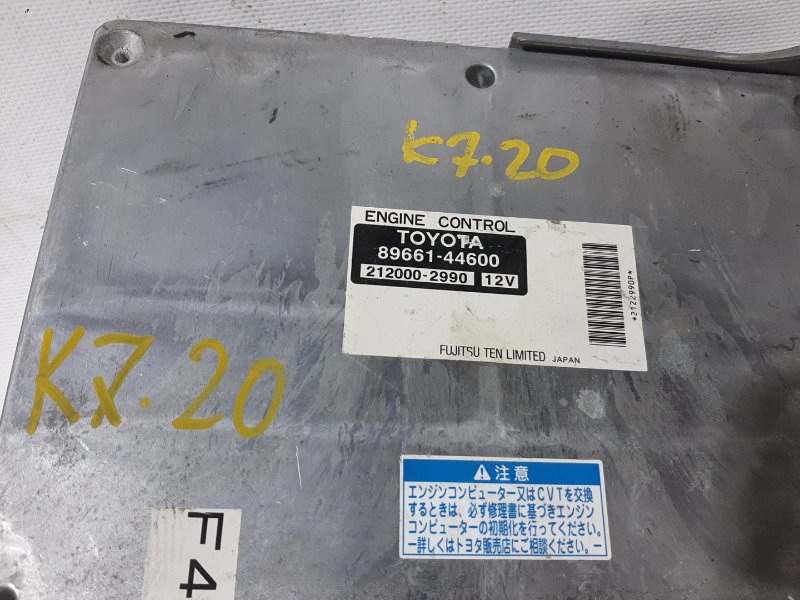 K7.20
ENGINE CONTROL
TOYOTA
89661-44600
212000-2990 12V
*2122990P*
FUJITSU TEN LIMITED JAPAN
K7.20
⚠注意
エンジンコンピューター又はCVTを交換
するときは、必ず修理書に基づきエンジン
コンピューターの初期化を行ってください。
ー詳しくはトヨタ販売店にご相談ください。ー
F4